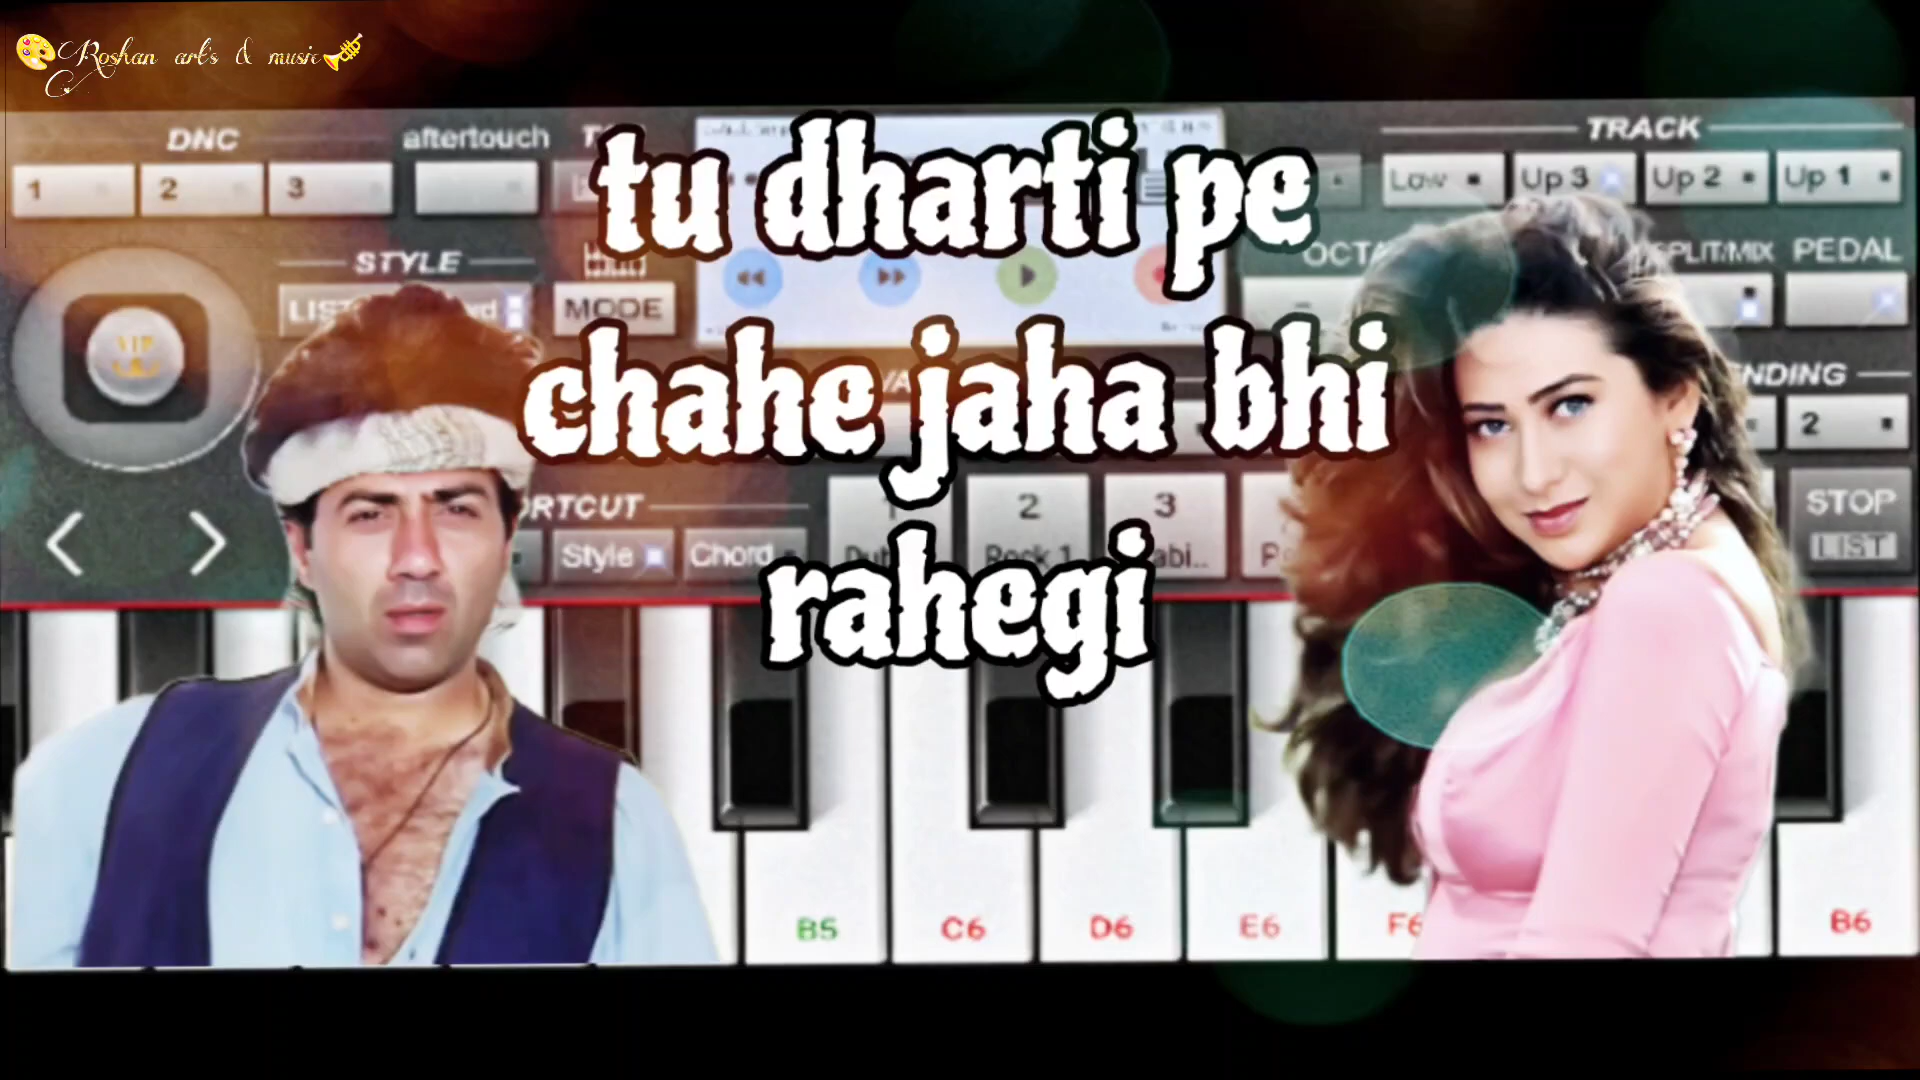 Roshan art's & music
DNC
aftertouch
TRACK
1
2
3
Low
Up 3
Up 2
Up 1
tu dharti pe
STYLE
PEDAL
MODE
VIP
chahe jaha bhi
2
Style
Chord
2
3
STOP
LIST
rahegi
B5
C6
D6
E6
F6
B6